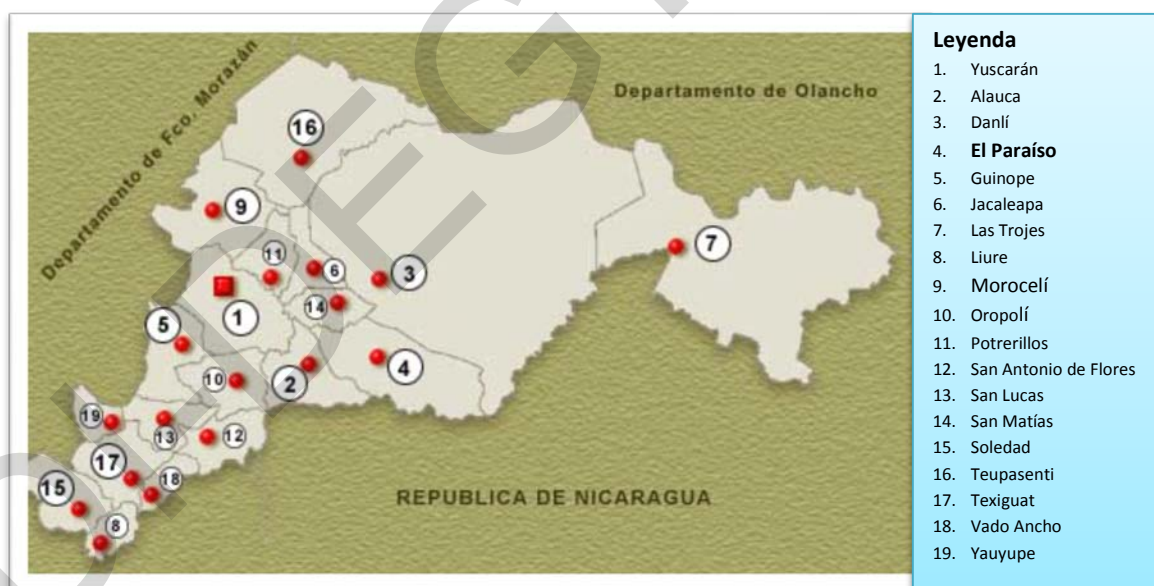 Departamento de Fco. Morazán
Departamento de Olancho
16
9
11
6
3
7
14
1
5
4
2
10
19
13
12
17
18
15
8
REPUBLICA DE NICARAGUA
Leyenda
1. Yuscarán
2. Alauca
3. Danlí
4. El Paraíso
5. Guinope
6. Jacaleapa
7. Las Trojes
8. Liure
9. Morocelí
10. Oropolí
11. Potrerillos
12. San Antonio de Flores
13. San Lucas
14. San Matías
15. Soledad
16. Teupasenti
17. Texiguat
18. Vado Ancho
19. Yauyupe